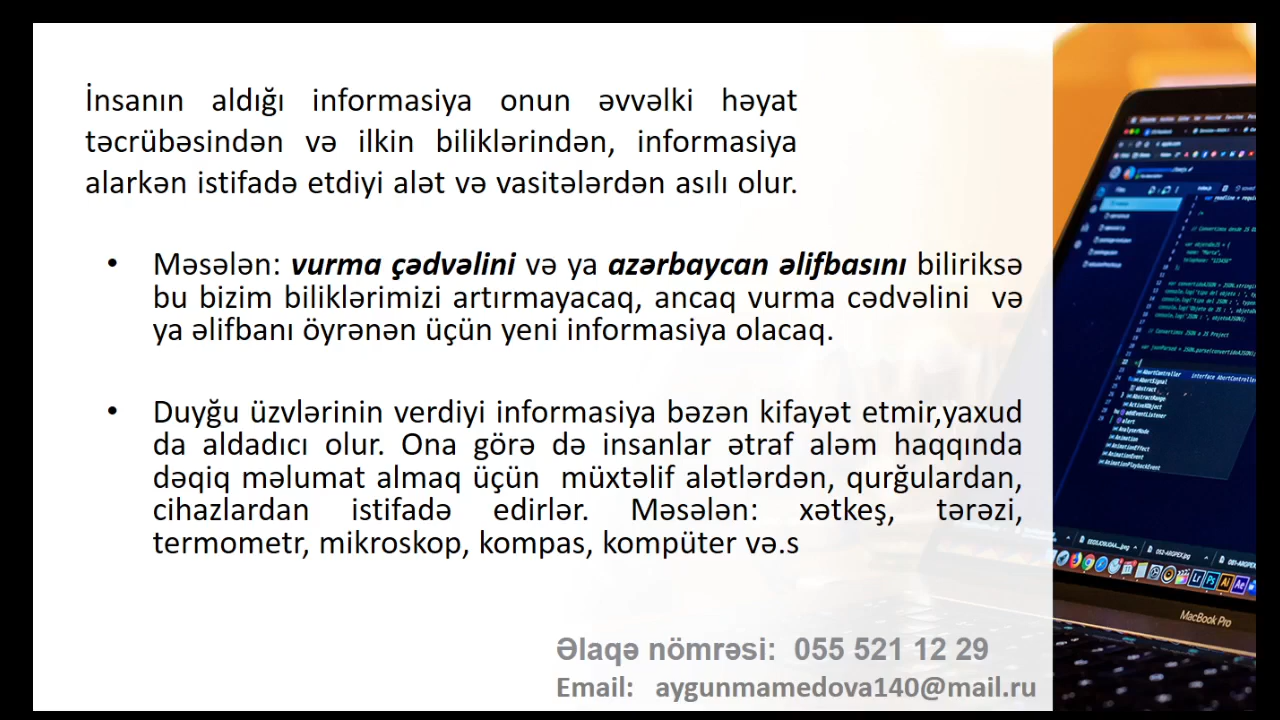 İnsanın aldığı informasiya onun əvvəlki həyat
təcrübəsindən və ilkin biliklərindən, informasiya
alarkən istifadə etdiyi alət və vasitələrdən asılı olur.
• Məsələn: vurma çədvəlini və ya azərbaycan əlifbasını biliriksə
bu bizim biliklərimizi artırmayacaq, ancaq vurma cədvəlini və
ya əlifbanı öyrənən üçün yeni informasiya olacaq.
• Duyğu üzvlərinin verdiyi informasiya bəzən kifayət etmir,yaxud
da aldadıcı olur. Ona görə də insanlar ətraf aləm haqqında
dəqiq məlumat almaq üçün müxtəlif alətlərdən, qurğulardan,
cihazlardan istifadə edirlər. Məsələn: xətkeş, tərəzi,
termometr, mikroskop, kompas, kompüter və.s
Əlaqə nömrəsi: 055 521 12 29
Email: aygunmamedova140@mail.ru
MacBook Pro